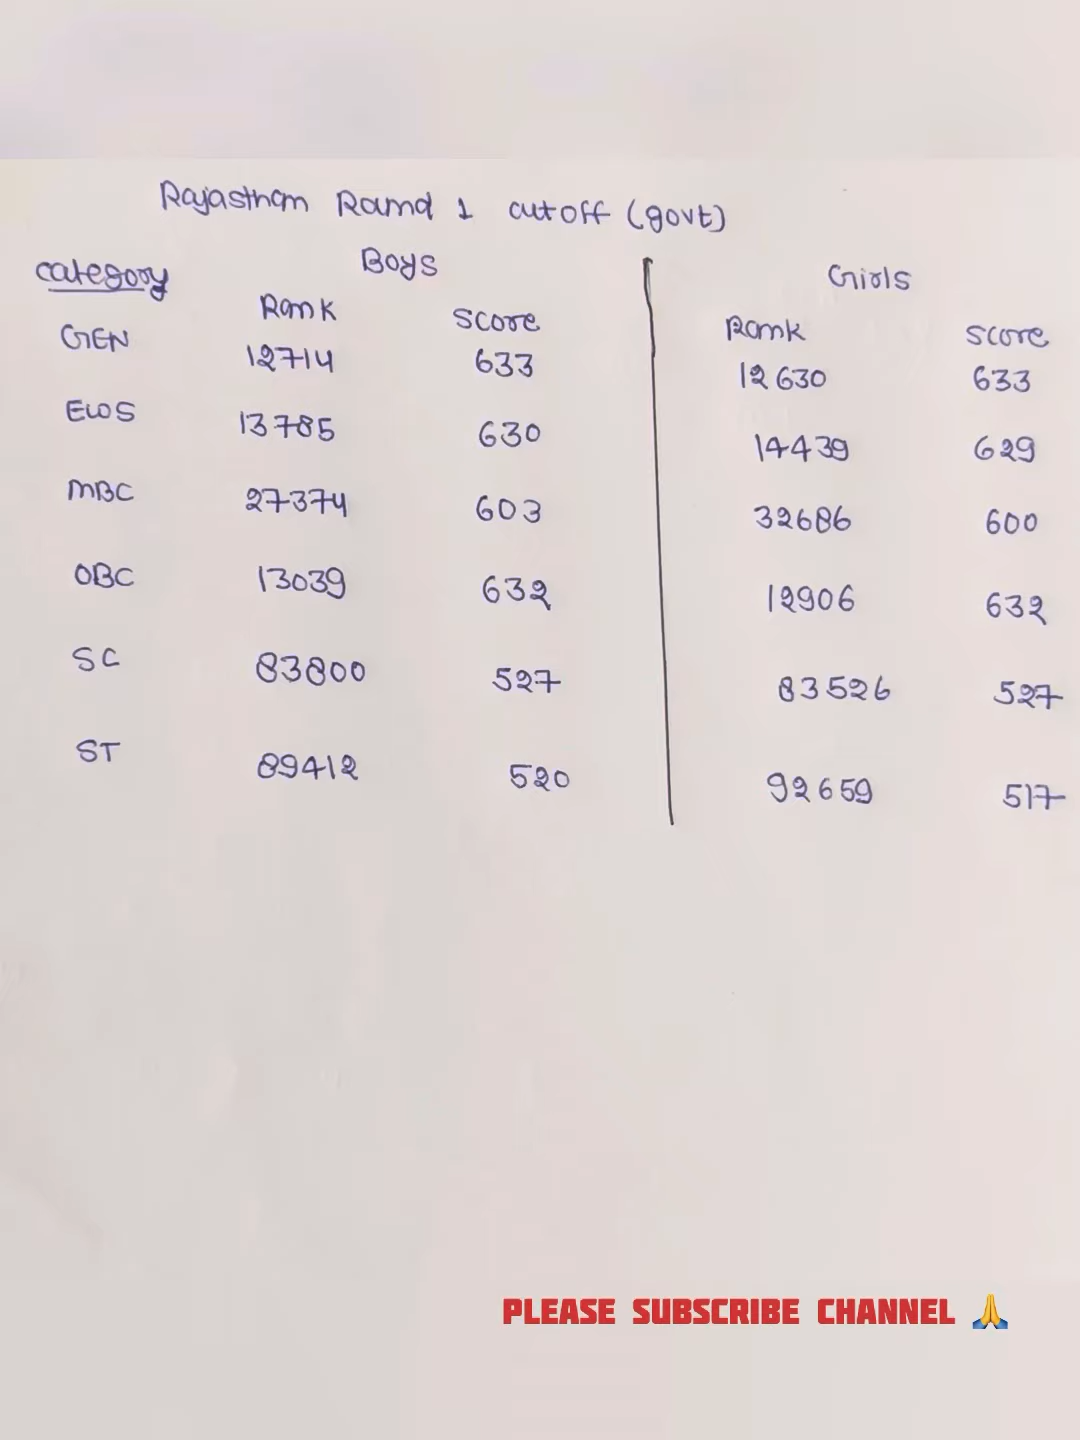 Rajasthan Round 1 cutoff (govt)
Category Boys Girls
Rank Score Rank Score
GEN 12714 633 12630 633
EWS 13785 630 14439 629
MBC 27374 603 32686 600
OBC 13039 632 12906 632
SC 83800 527 83526 527
ST 89412 520 92659 517
PLEASE SUBSCRIBE CHANNEL 🙏